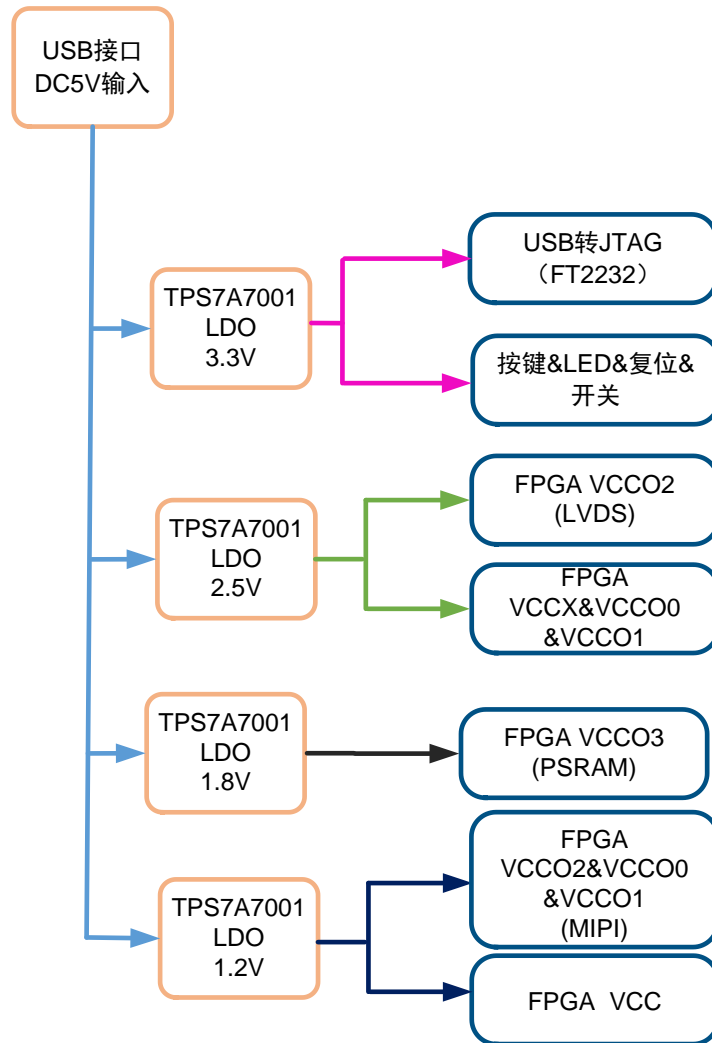 USB接口
DC5V输入
TPS7A7001
LDO
3.3V
USB转JTAG
（FT2232）
按键&LED&复位&
开关
TPS7A7001
LDO
2.5V
FPGA VCCO2
(LVDS)
FPGA
VCCX&VCCO0
&VCCO1
TPS7A7001
LDO
1.8V
FPGA VCCO3
(PSRAM)
TPS7A7001
LDO
1.2V
FPGA
VCCO2&VCCO0
&VCCO1
(MIPI)
FPGA VCC